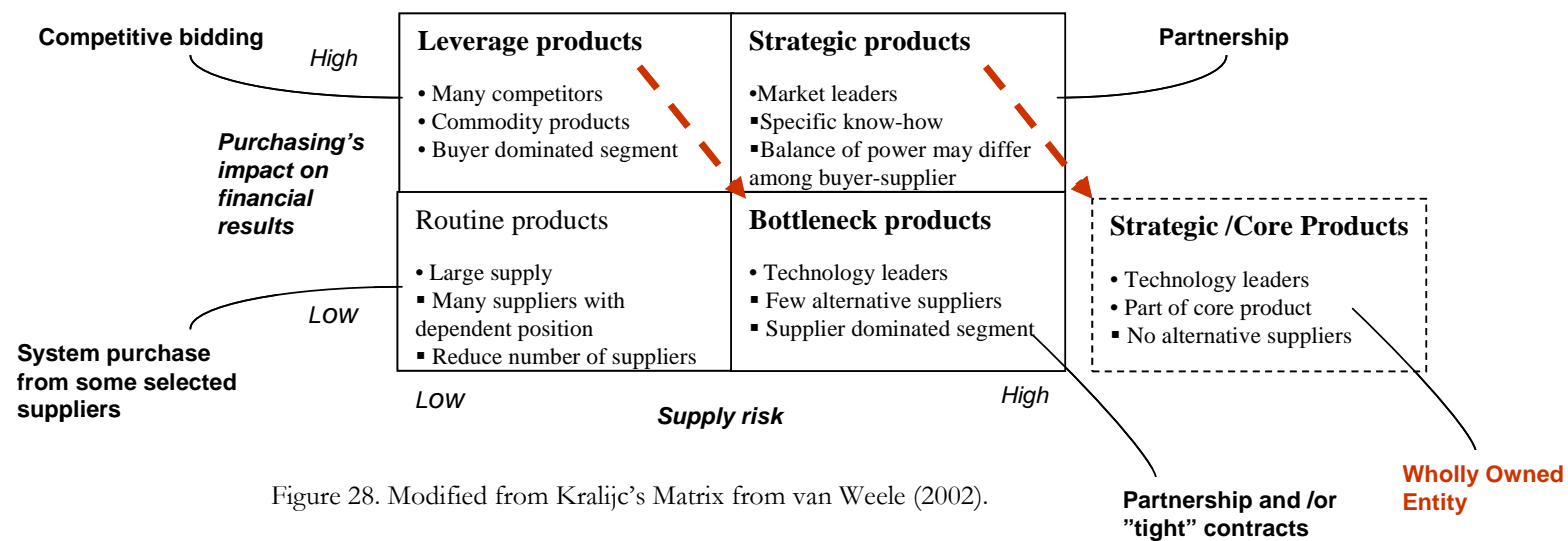 Competitive bidding
High
Purchasing's
impact on
financial
results
Low
System purchase
from some selected
suppliers
Leverage products
• Many competitors
• Commodity products
• Buyer dominated segment
Strategic products
•Market leaders
▪Specific know-how
▪Balance of power may differ
among buyer-supplier
Partnership
Routine products
• Large supply
▪ Many suppliers with
dependent position
▪ Reduce number of suppliers
Bottleneck products
• Technology leaders
▪ Few alternative suppliers
▪ Supplier dominated segment
Strategic /Core Products
• Technology leaders
• Part of core product
▪ No alternative suppliers
Low
Supply risk
High
Wholly Owned
Entity
Partnership and /or
”tight” contracts
Figure 28. Modified from Kralijc's Matrix from van Weele (2002).